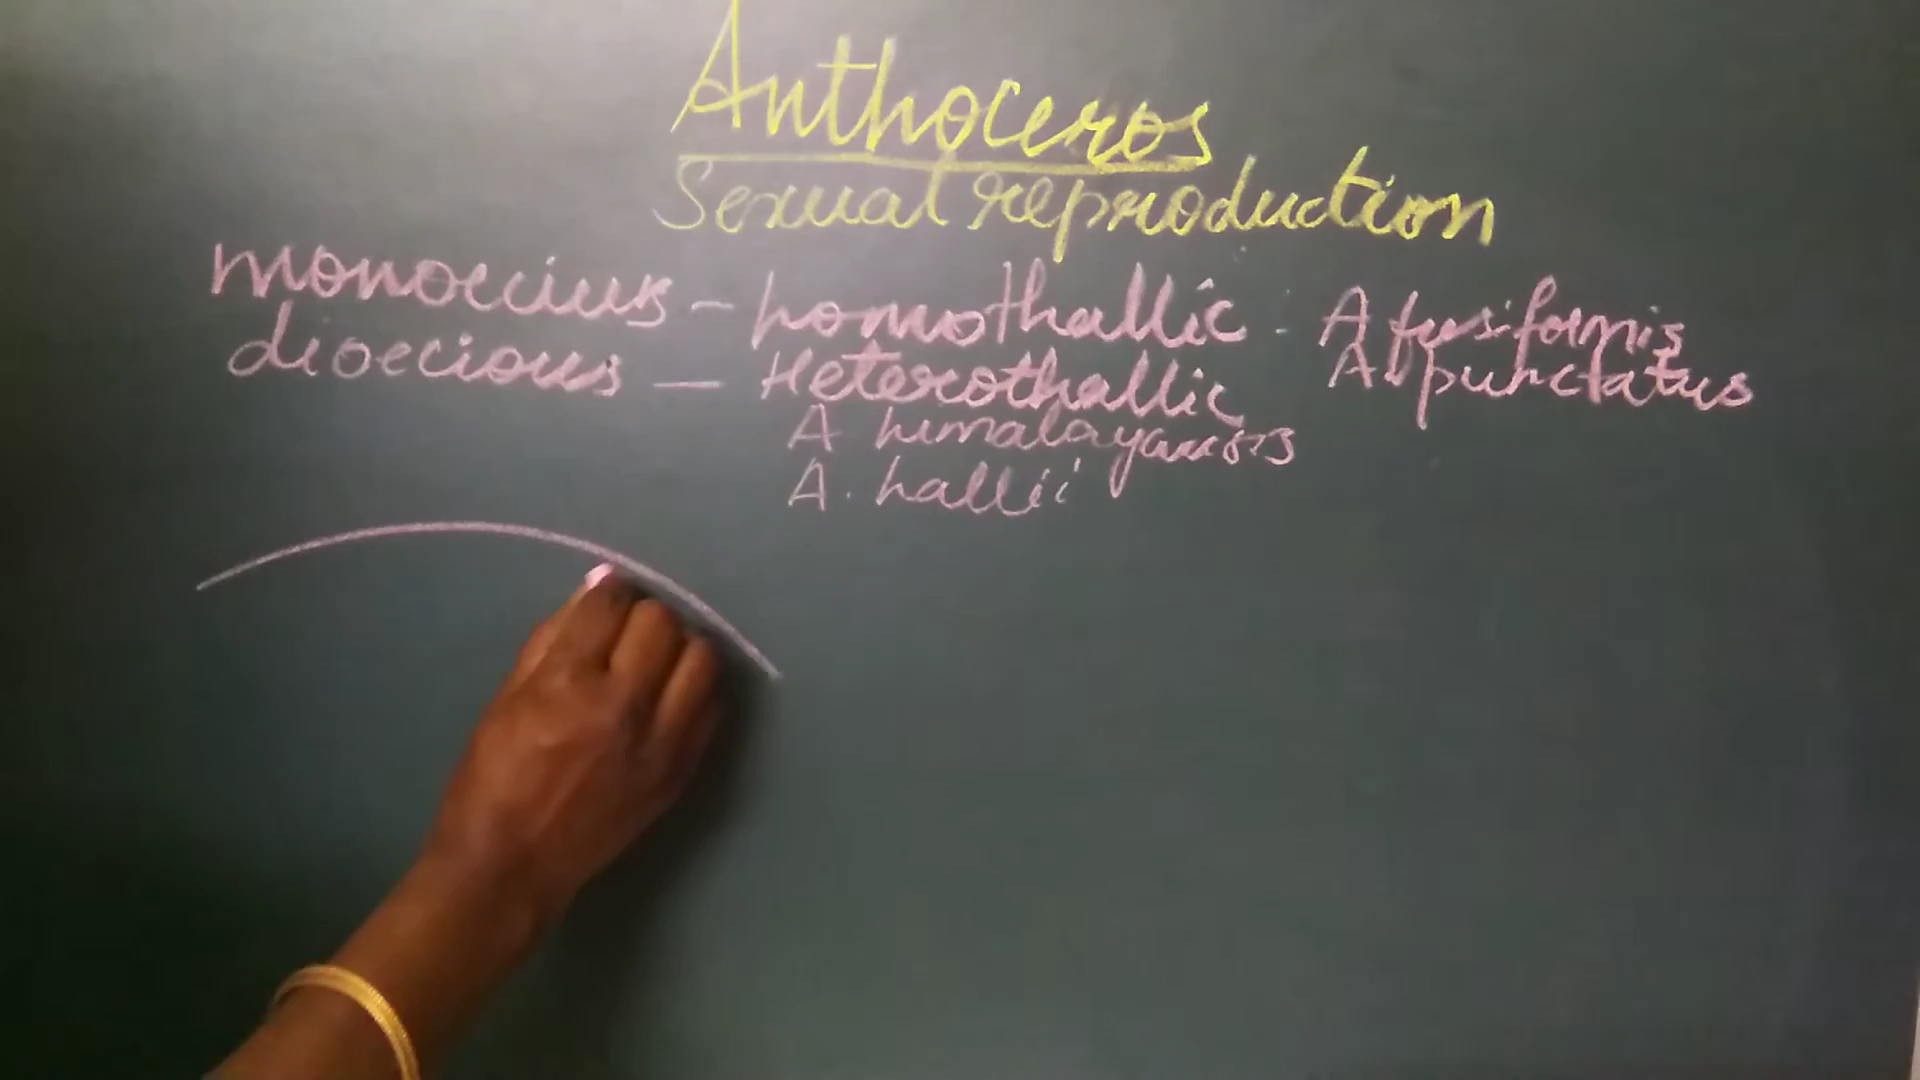 Anthoceros
Sexual reproduction
monoecius - homothallic : A fusiformis
dioecious - Heterothallic A punctatus
A himalayansis
A. hallii